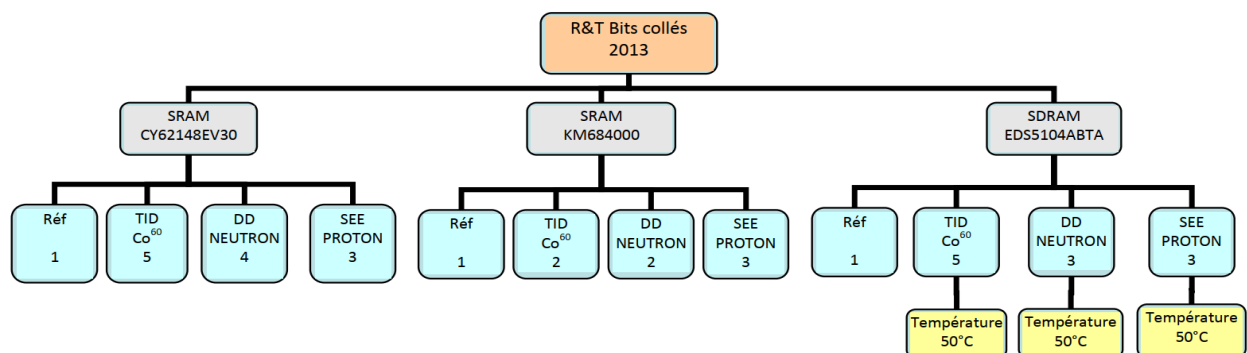 R&T Bits collés
2013
SRAM
CY62148EV30
SRAM
KM684000
SDRAM
EDS5104ABTA
Réf
1
TID
Co⁶⁰
5
DD
NEUTRON
4
SEE
PROTON
3
Réf
1
TID
Co⁶⁰
2
DD
NEUTRON
2
SEE
PROTON
3
Réf
1
TID
Co⁶⁰
5
DD
NEUTRON
3
SEE
PROTON
3
Température
50°C
Température
50°C
Température
50°C